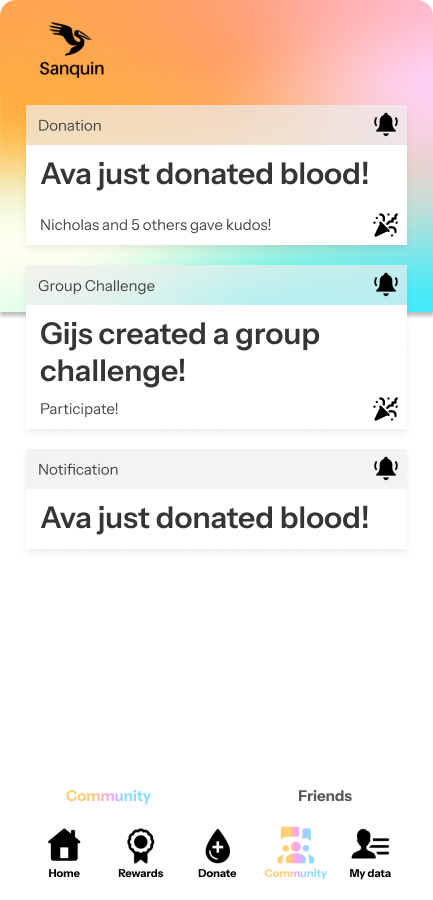 Sanquin
Donation
Ava just donated blood!
Nicholas and 5 others gave kudos!
Group Challenge
Gijs created a group
challenge!
Participate!
Notification
Ava just donated blood!
Community
Friends
Home
Rewards
Donate
Community
My data